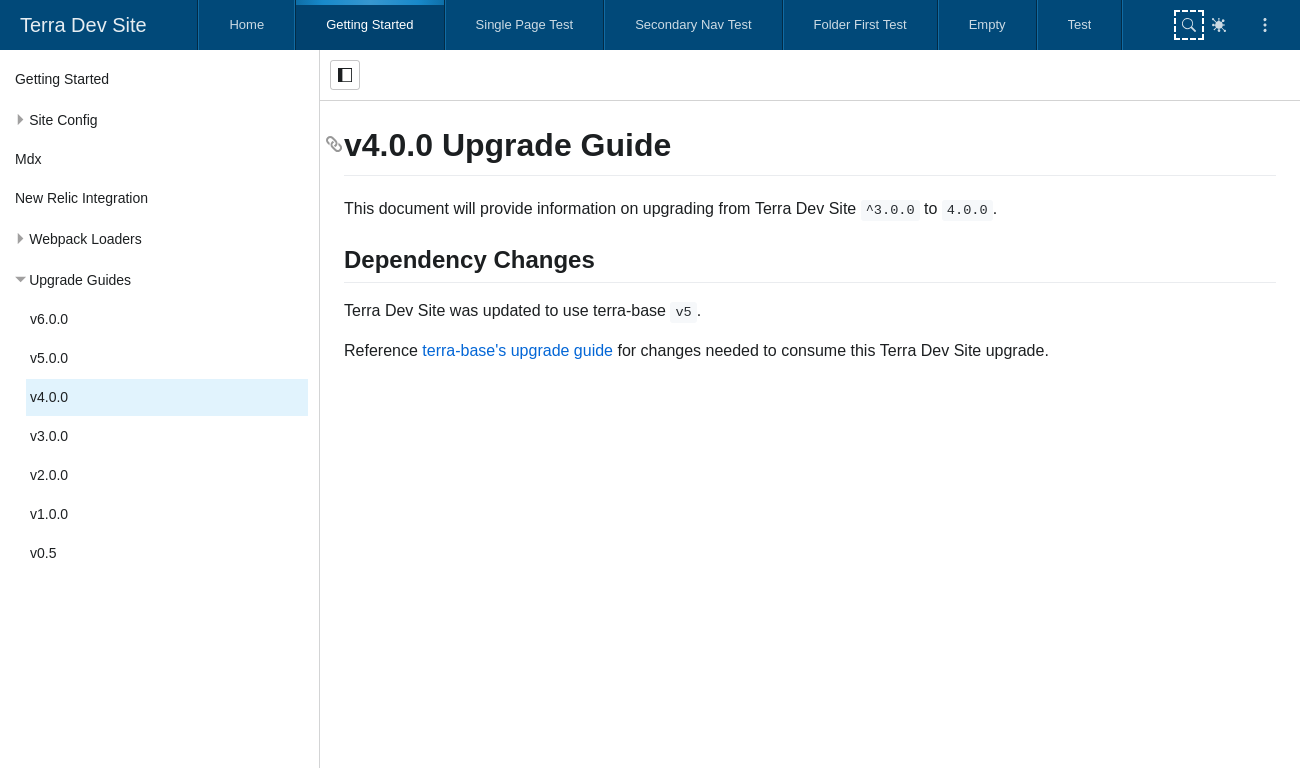 Terra Dev Site
Home
Getting Started
Single Page Test
Secondary Nav Test
Folder First Test
Empty
Test
Getting Started
Site Config
Mdx
New Relic Integration
Webpack Loaders
Upgrade Guides
v6.0.0
v5.0.0
v4.0.0
v3.0.0
v2.0.0
v1.0.0
v0.5
v4.0.0 Upgrade Guide
This document will provide information on upgrading from Terra Dev Site ^3.0.0 to 4.0.0.
Dependency Changes
Terra Dev Site was updated to use terra-base v5.
Reference terra-base's upgrade guide for changes needed to consume this Terra Dev Site upgrade.